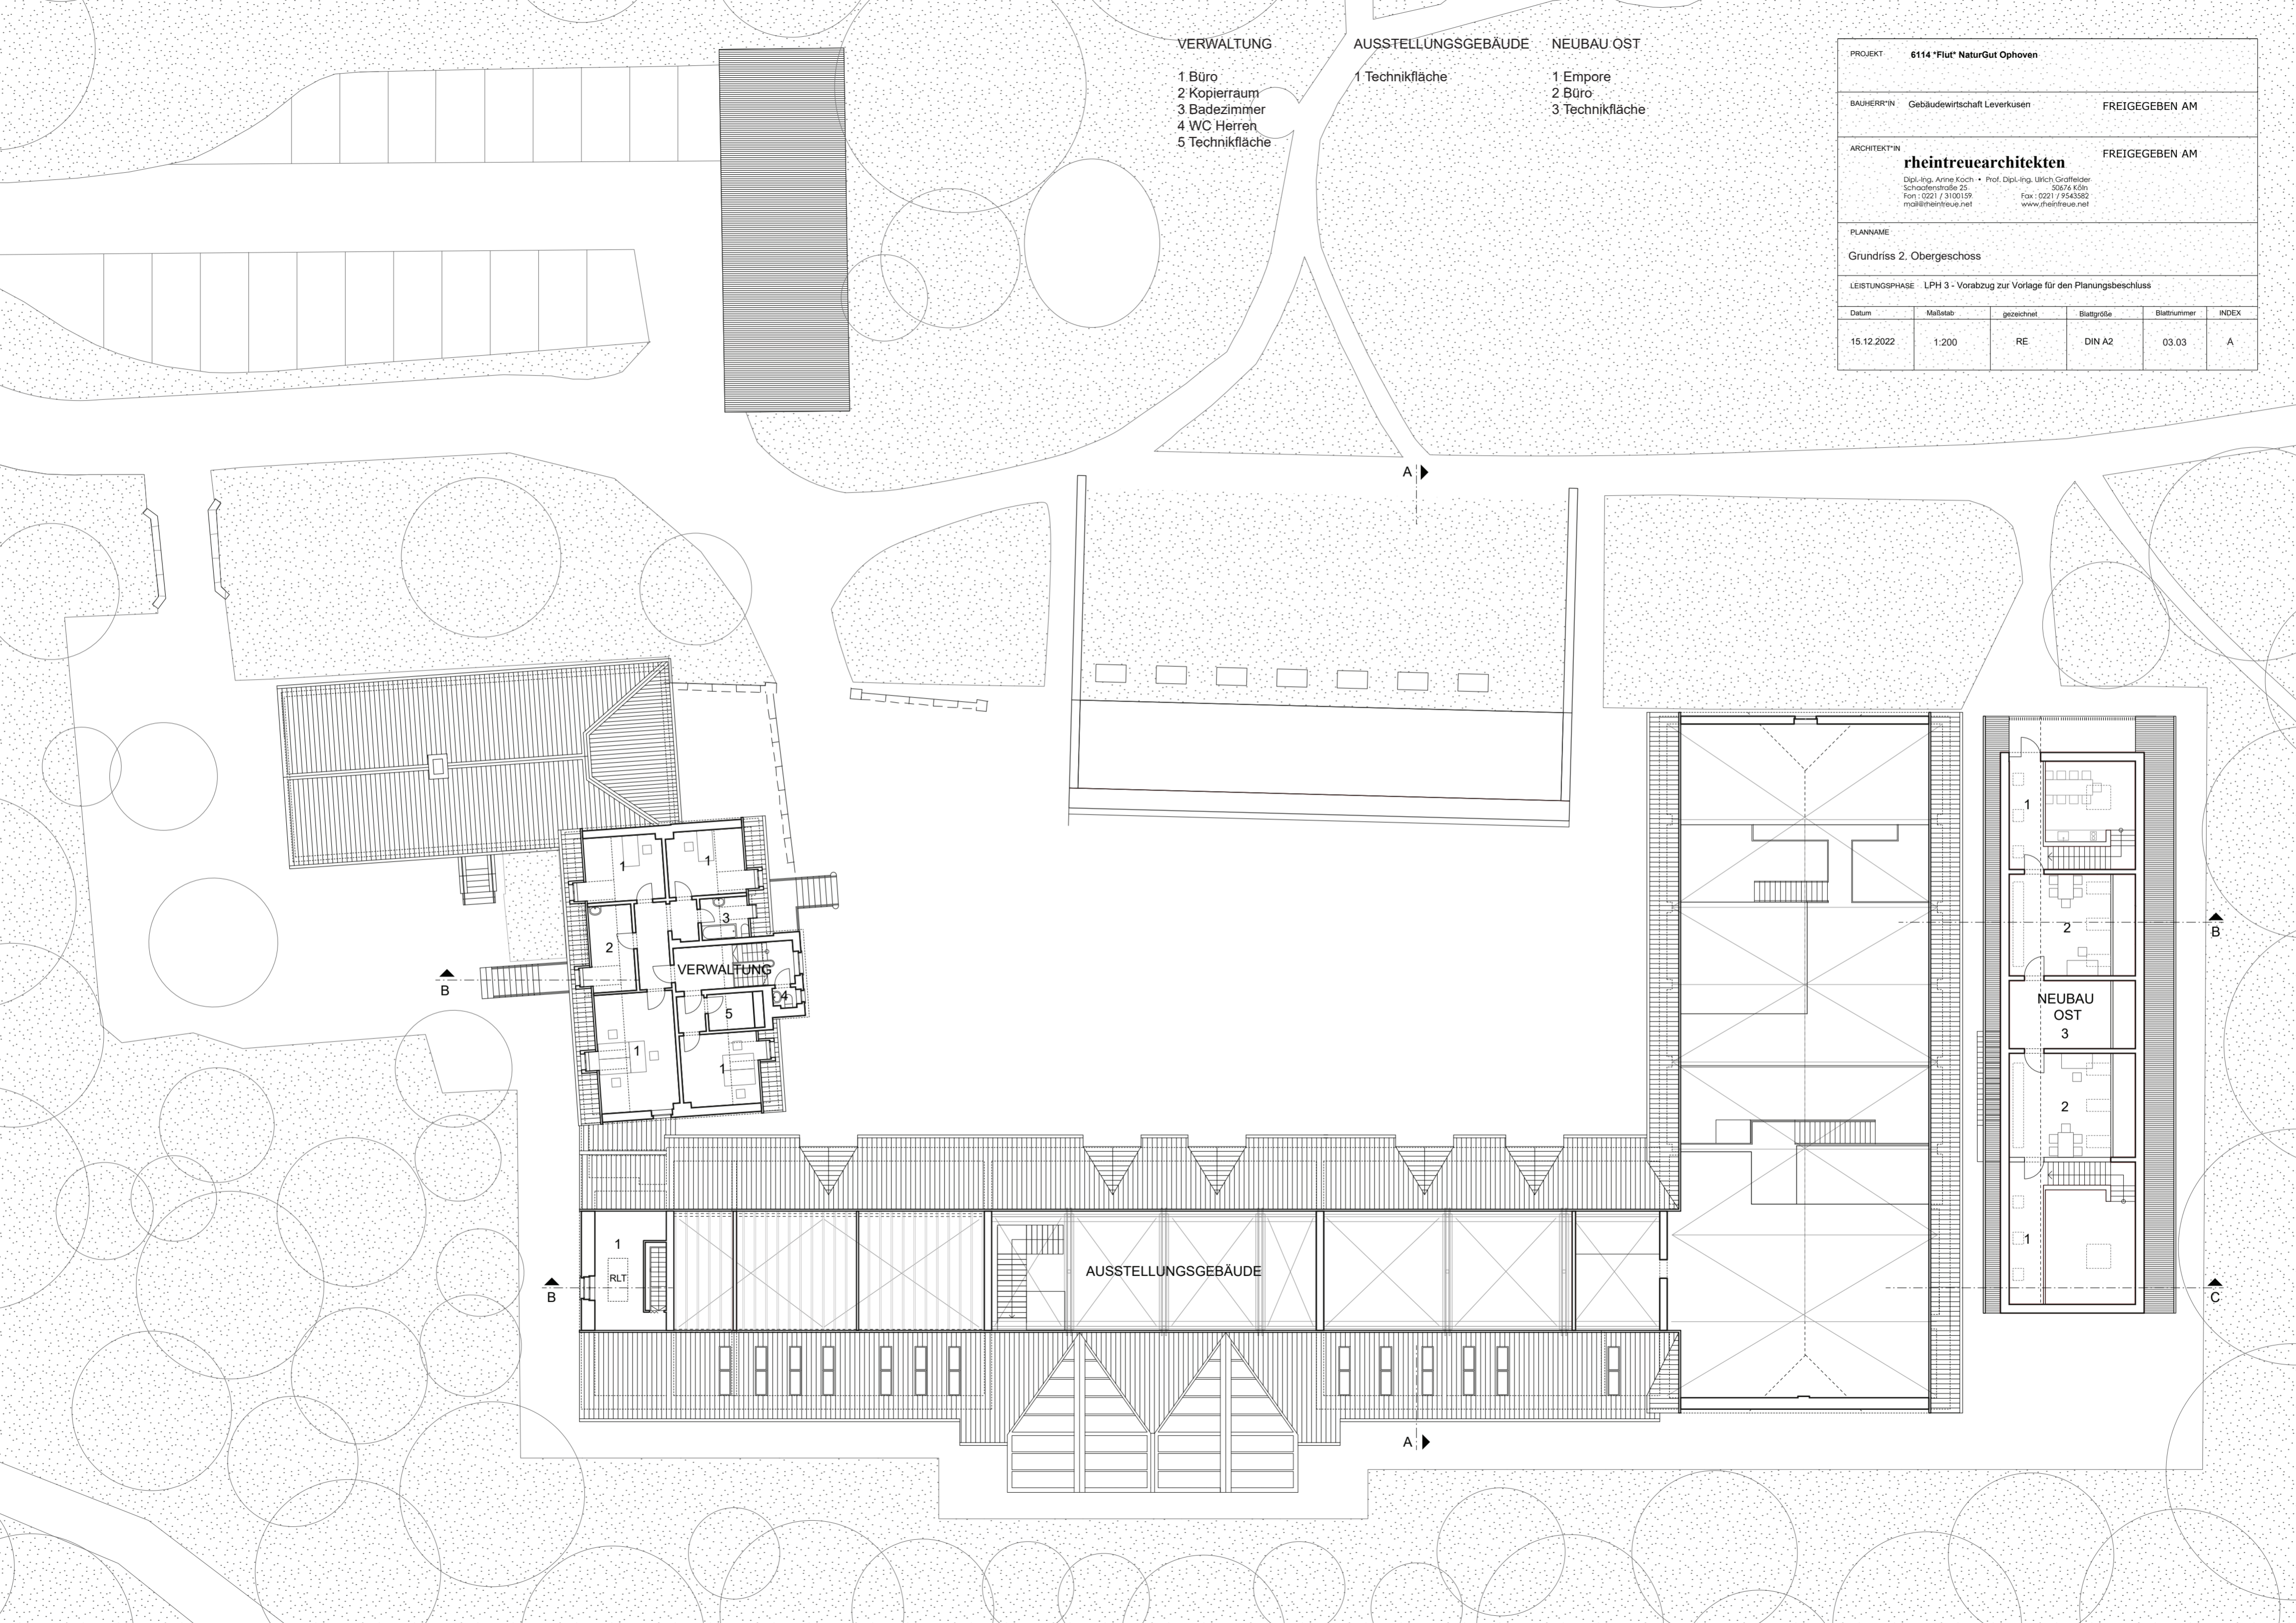 VERWALTUNG
1 Büro
2 Kopierraum
3 Badezimmer
4 WC Herren
5 Technikfläche
AUSSTELLUNGSGEBÄUDE
1 Technikfläche
NEUBAU OST
1 Empore
2 Büro
3 Technikfläche
PROJEKT 6114 *Flut* NaturGut Ophoven
BAUHERR*IN Gebäudewirtschaft Leverkusen FREIGEGEBEN AM
ARCHITEKT*IN FREIGEGEBEN AM
rheintreuearchitekten
Dipl.-Ing. Anne Koch • Prof. Dipl.-Ing. Ulrich Graffelder
Schaafenstraße 25 50676 Köln
Fon : 0221 / 3100159 Fax : 0221 / 9543582
mail@rheintreue.net www.rheintreue.net
PLANNAME
Grundriss 2. Obergeschoss
LEISTUNGSPHASE LPH 3 - Vorabzug zur Vorlage für den Planungsbeschluss
Datum Maßstab gezeichnet Blattgröße Blattnummer INDEX
15.12.2022 1:200 RE DIN A2 03.03 A
A
1
1
1
3
2
2
B
VERWALTUNG
B
4
NEUBAU
OST
5
3
1
1
2
1
1
AUSSTELLUNGSGEBÄUDE
RLT
B
C
A